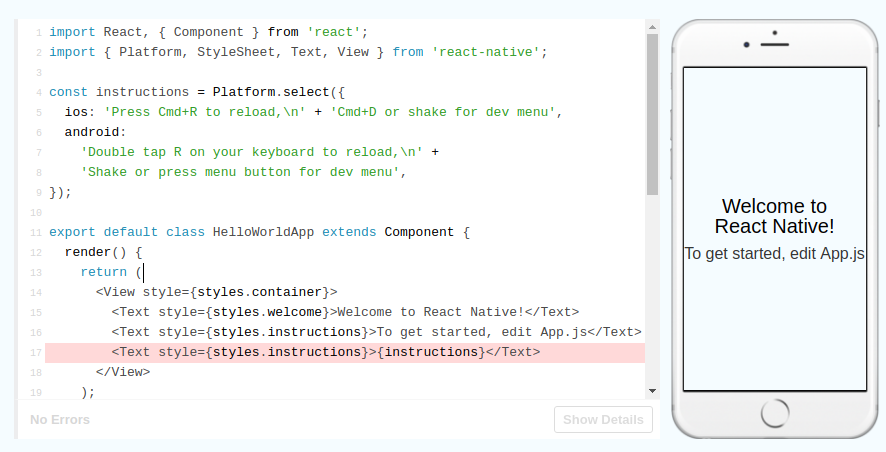 1 import React, { Component } from 'react';
2 import { Platform, StyleSheet, Text, View } from 'react-native';
3
4 const instructions = Platform.select({
5   ios: 'Press Cmd+R to reload,\n' + 'Cmd+D or shake for dev menu',
6   android:
7     'Double tap R on your keyboard to reload,\n' +
8     'Shake or press menu button for dev menu',
9 });
10
11 export default class HelloWorldApp extends Component {
12   render() {
13     return (
14       <View style={styles.container}>
15         <Text style={styles.welcome}>Welcome to React Native!</Text>
16         <Text style={styles.instructions}>To get started, edit App.js</Text>
17         <Text style={styles.instructions}>{instructions}</Text>
18       </View>
19     );
No Errors
Show Details
Welcome to
React Native!
To get started, edit App.js